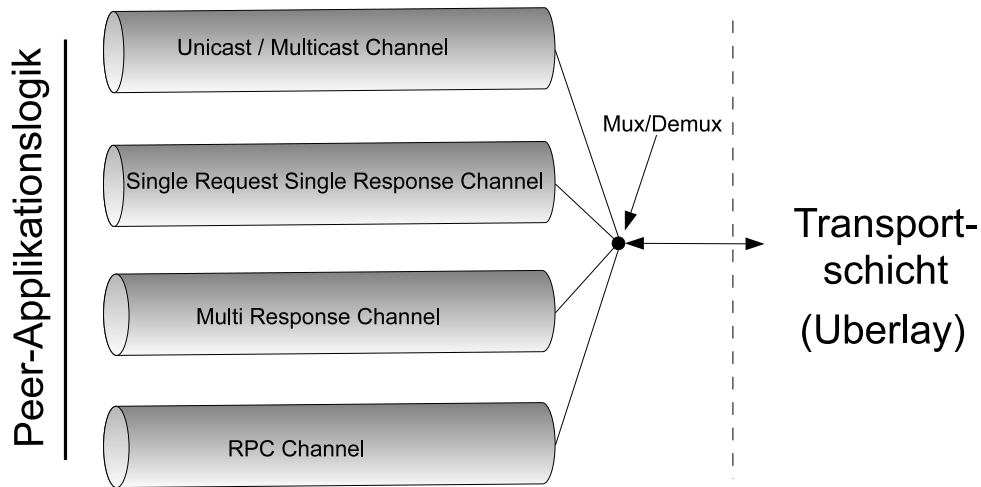 Peer-Applikationslogik
Unicast / Multicast Channel
Single Request Single Response Channel
Multi Response Channel
RPC Channel
Mux/Demux
Transport-
schicht
(Uberlay)